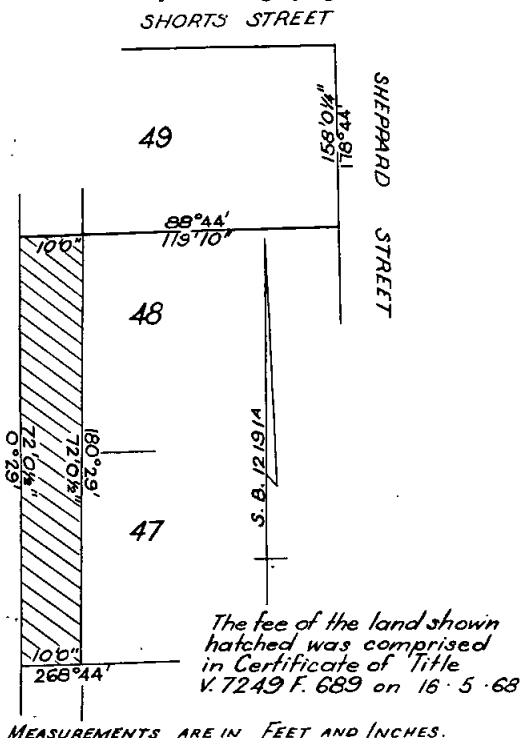 SHORTS STREET
SHEPPARD STREET
158'0¼"
178°44'
49
88°44'
119'10"
10'0"
48
S.B. 12191A
0°29'
72'0½"
72'0½"
180°29'
47
10'0"
268°44'
The fee of the land shown
hatched was comprised
in Certificate of Title
V. 7249 F. 689 on 16·5·68
MEASUREMENTS ARE IN FEET AND INCHES.